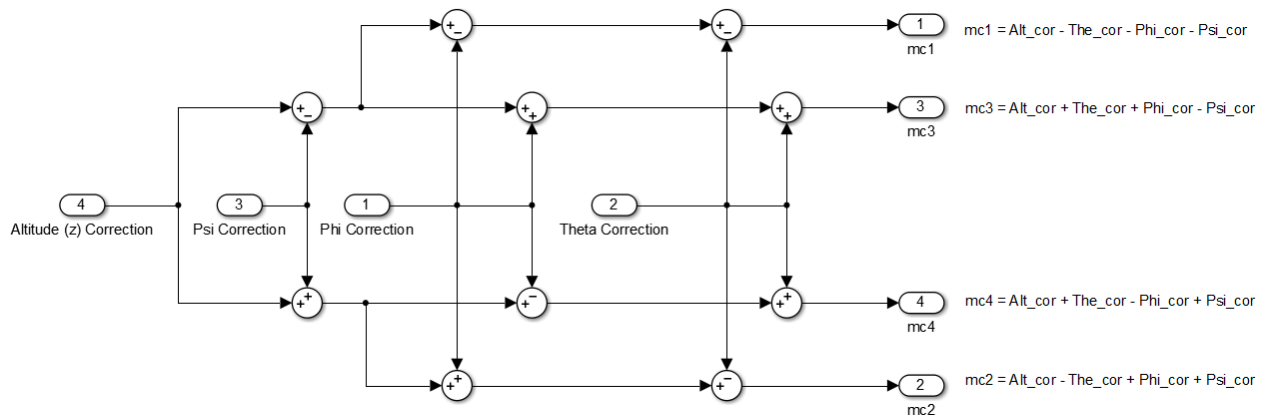 1
mc1
mc1 = Alt_cor - The_cor - Phi_cor - Psi_cor
3
mc3
mc3 = Alt_cor + The_cor + Phi_cor - Psi_cor
4
Altitude (z) Correction
3
Psi Correction
1
Phi Correction
2
Theta Correction
4
mc4
mc4 = Alt_cor + The_cor - Phi_cor + Psi_cor
2
mc2
mc2 = Alt_cor - The_cor + Phi_cor + Psi_cor